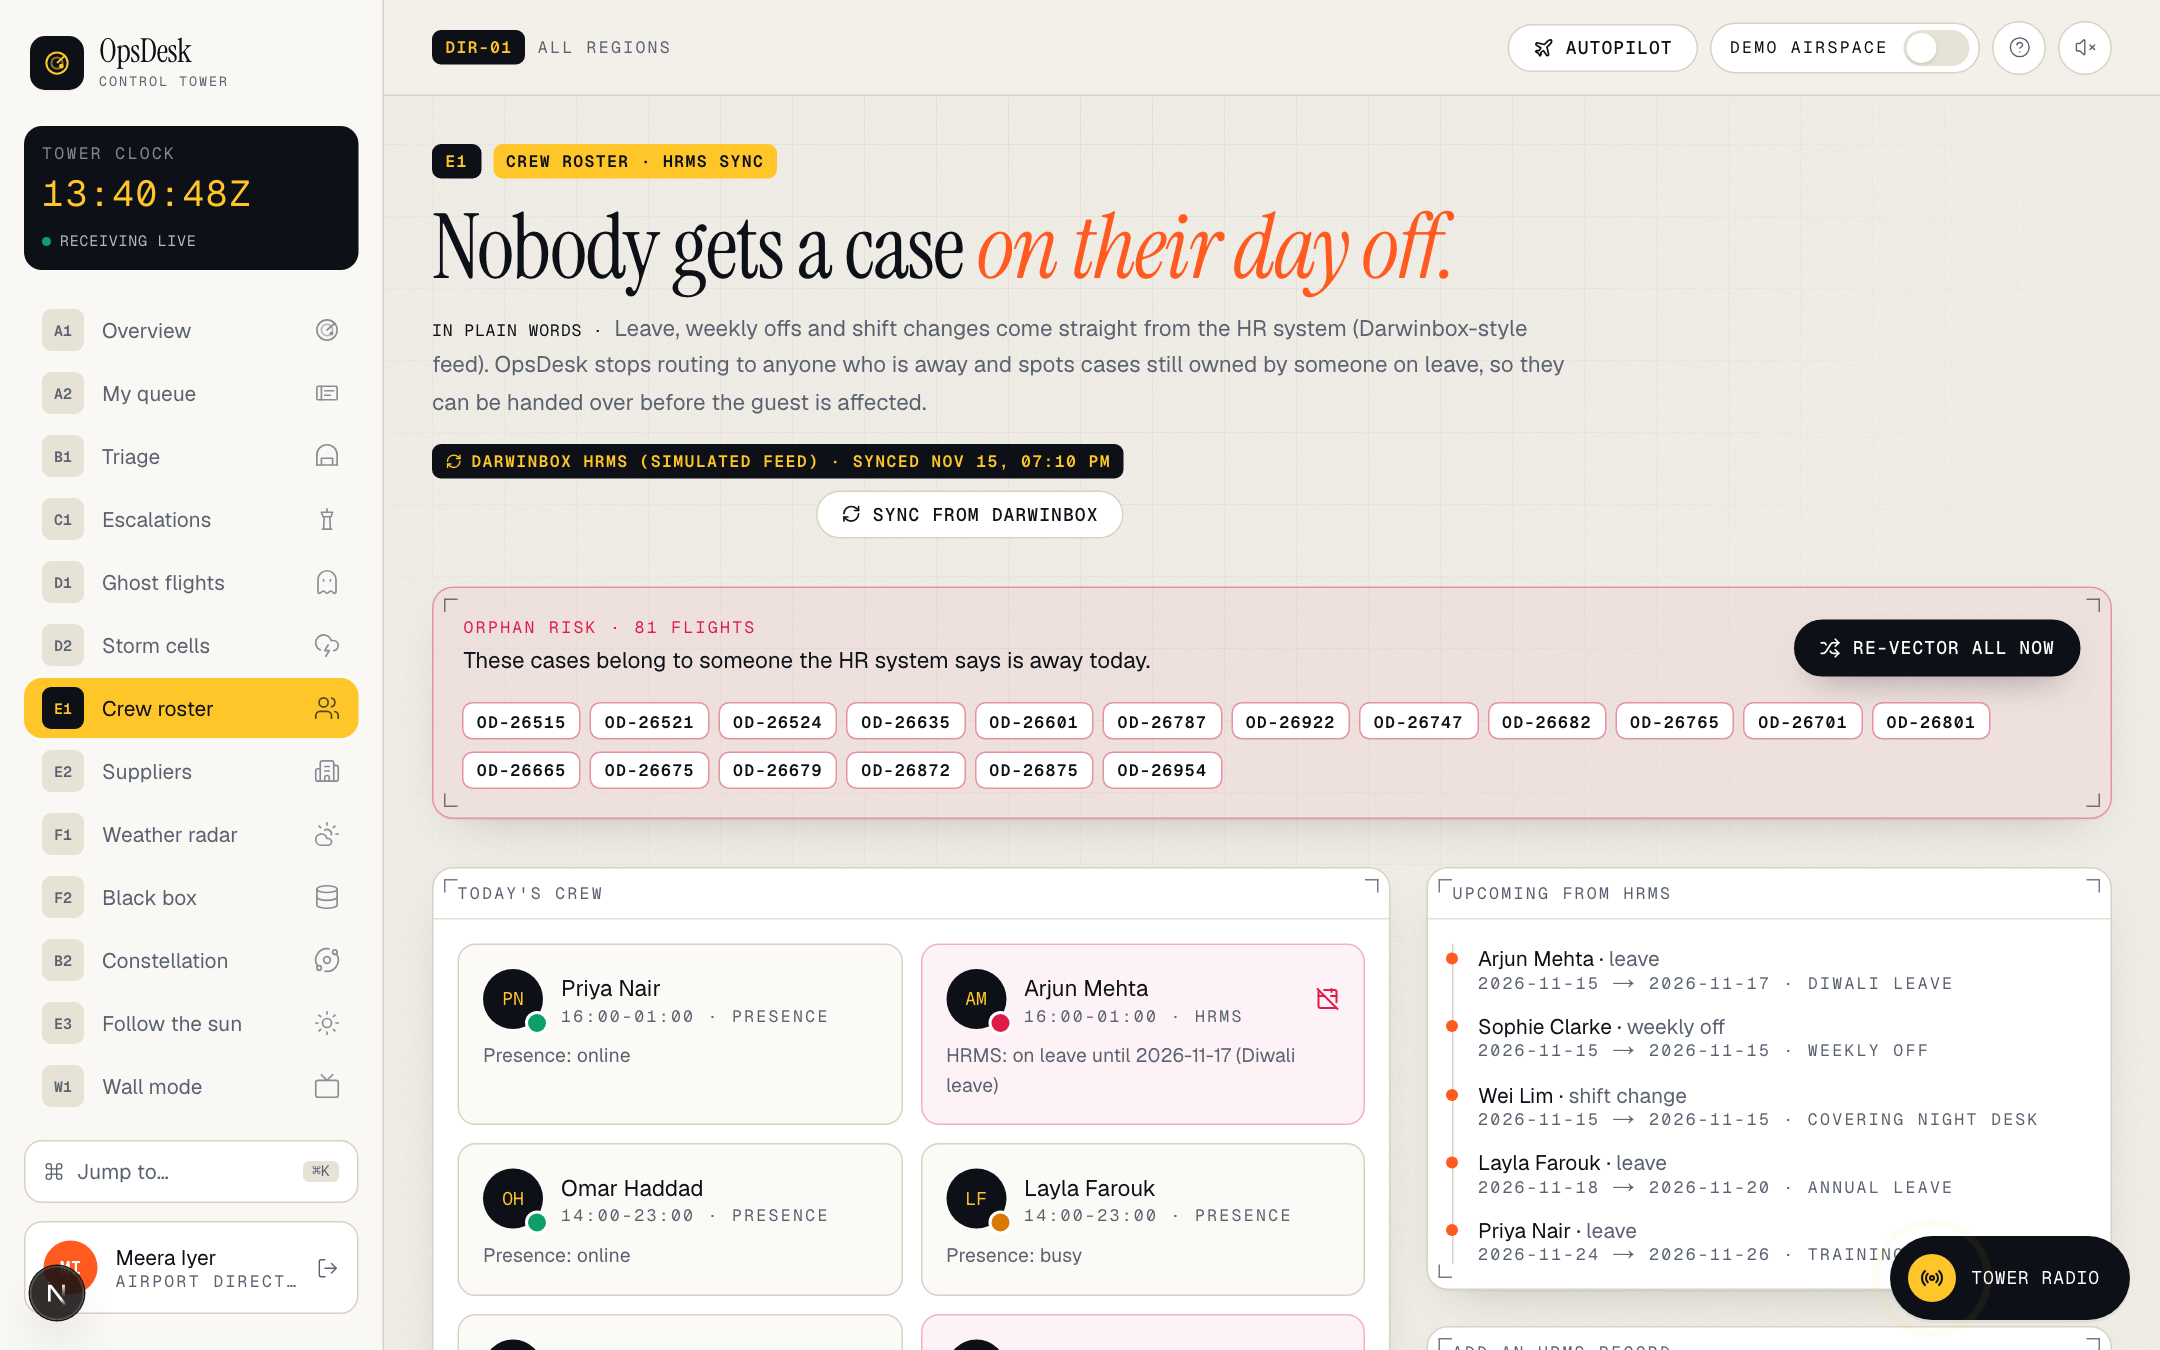 OpsDesk
CONTROL TOWER
TOWER CLOCK
13:40:48Z
RECEIVING LIVE
A1 Overview
A2 My queue
B1 Triage
C1 Escalations
D1 Ghost flights
D2 Storm cells
E1 Crew roster
E2 Suppliers
F1 Weather radar
F2 Black box
B2 Constellation
E3 Follow the sun
W1 Wall mode
⌘ Jump to… ⌘K
Meera Iyer
AIRPORT DIRECT…
N
DIR-01 ALL REGIONS
AUTOPILOT
DEMO AIRSPACE
E1 CREW ROSTER · HRMS SYNC
Nobody gets a case on their day off.
IN PLAIN WORDS · Leave, weekly offs and shift changes come straight from the HR system (Darwinbox-style
feed). OpsDesk stops routing to anyone who is away and spots cases still owned by someone on leave, so they
can be handed over before the guest is affected.
DARWINBOX HRMS (SIMULATED FEED) · SYNCED NOV 15, 07:10 PM
SYNC FROM DARWINBOX
ORPHAN RISK · 81 FLIGHTS
These cases belong to someone the HR system says is away today.
RE-VECTOR ALL NOW
OD-26515 OD-26521 OD-26524 OD-26635 OD-26601 OD-26787 OD-26922 OD-26747 OD-26682 OD-26765 OD-26701 OD-26801
OD-26665 OD-26675 OD-26679 OD-26872 OD-26875 OD-26954
TODAY'S CREW
PN Priya Nair
16:00-01:00 · PRESENCE
Presence: online
AM Arjun Mehta
16:00-01:00 · HRMS
HRMS: on leave until 2026-11-17 (Diwali
leave)
OH Omar Haddad
14:00-23:00 · PRESENCE
Presence: online
LF Layla Farouk
14:00-23:00 · PRESENCE
Presence: busy
UPCOMING FROM HRMS
Arjun Mehta · leave
2026-11-15 → 2026-11-17 · DIWALI LEAVE
Sophie Clarke · weekly off
2026-11-15 → 2026-11-15 · WEEKLY OFF
Wei Lim · shift change
2026-11-15 → 2026-11-15 · COVERING NIGHT DESK
Layla Farouk · leave
2026-11-18 → 2026-11-20 · ANNUAL LEAVE
Priya Nair · leave
2026-11-24 → 2026-11-26 · TRAINING
TOWER RADIO